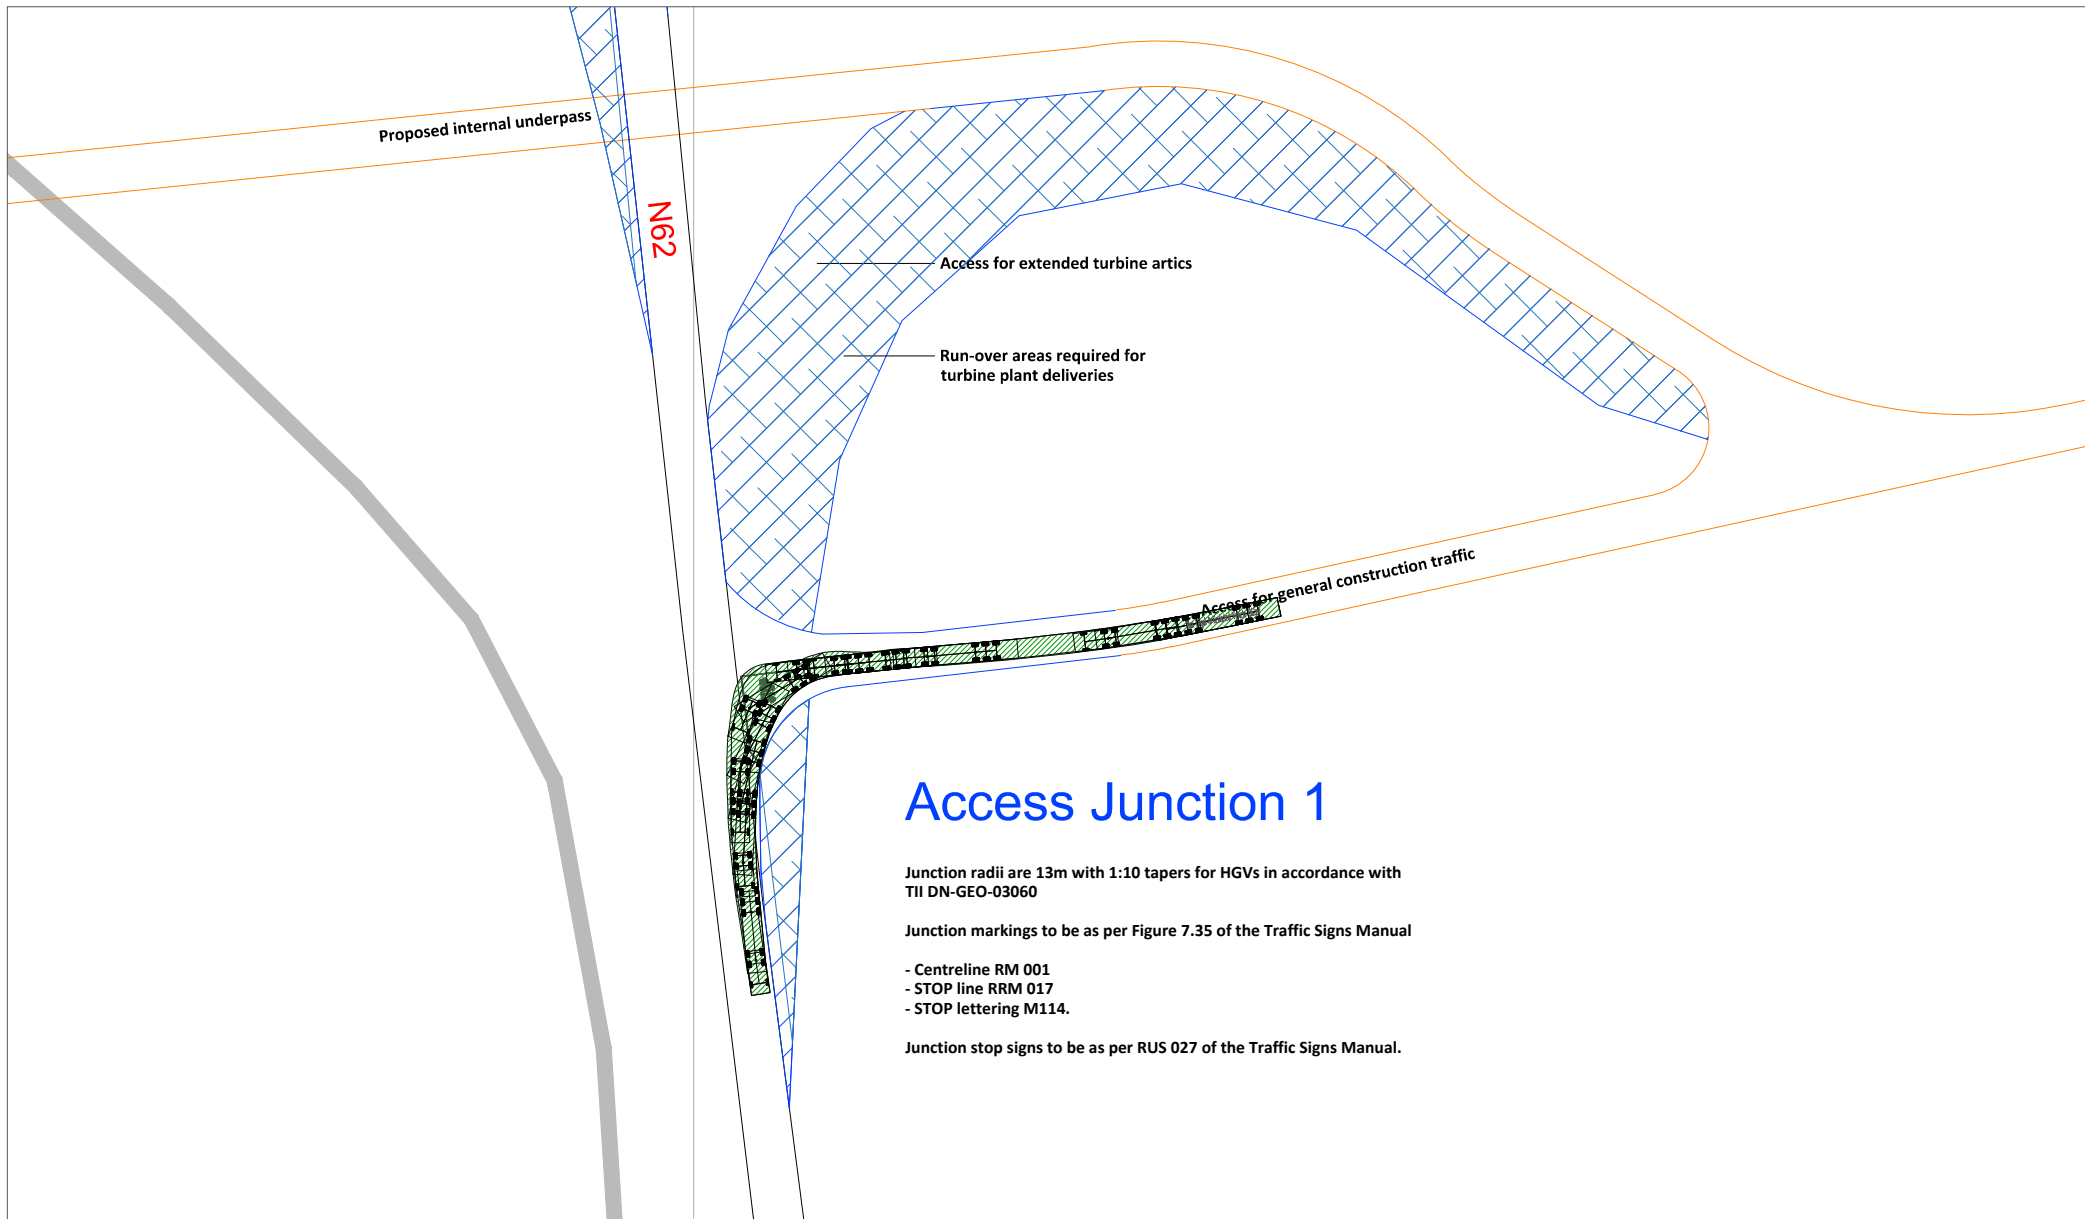 Proposed internal underpass
N62
Access for extended turbine artics
Run-over areas required for
turbine plant deliveries
Access for general construction traffic
Access Junction 1
Junction radii are 13m with 1:10 tapers for HGVs in accordance with
TII DN-GEO-03060
Junction markings to be as per Figure 7.35 of the Traffic Signs Manual
- Centreline RM 001
- STOP line RRM 017
- STOP lettering M114.
Junction stop signs to be as per RUS 027 of the Traffic Signs Manual.